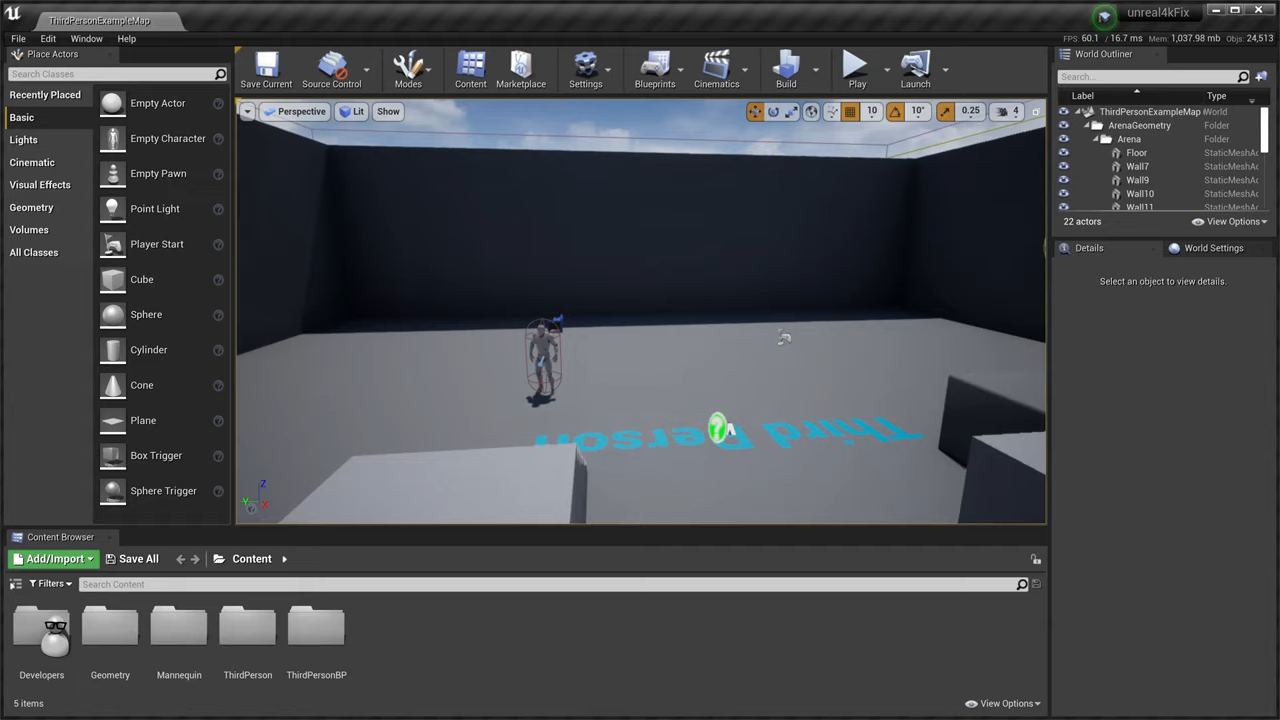 ThirdPersonExampleMap
unreal4kFix
File Edit Window Help
FPS: 60.1 / 16.7 ms Mem: 1,037.98 mb Objs: 24,513
Place Actors
Search Classes
Recently Placed
Basic
Lights
Cinematic
Visual Effects
Geometry
Volumes
All Classes
Empty Actor
Empty Character
Empty Pawn
Point Light
Player Start
Cube
Sphere
Cylinder
Cone
Plane
Box Trigger
Sphere Trigger
Save Current Source Control Modes Content Marketplace Settings Blueprints Cinematics Build Play Launch
Perspective Lit Show
10 10° 0.25 4
Third Person
Z
Y X
World Outliner
Search...
Label Type
ThirdPersonExampleMap World
ArenaGeometry Folder
Arena Folder
Floor StaticMeshAc
Wall7 StaticMeshAc
Wall9 StaticMeshAc
Wall10 StaticMeshAc
Wall11 StaticMeshAc
22 actors View Options
Details World Settings
Select an object to view details.
Content Browser
Add/Import Save All Content
Filters Search Content
Developers Geometry Mannequin ThirdPerson ThirdPersonBP
5 items View Options